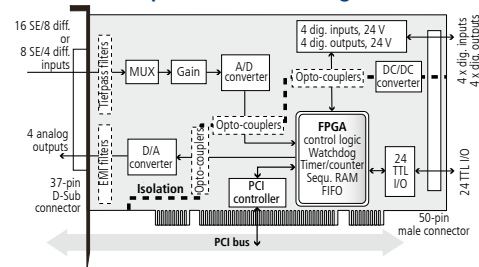 16 SE/8 diff.
or
8 SE/4 diff.
inputs
Tiefpass filters
MUX
Gain
A/D
converter
4 dig. inputs, 24 V
4 dig. outputs, 24 V
Opto-couplers
DC/DC
converter
4 x dig. inputs
4 x dig. outputs
Opto-couplers
4 analog
outputs
EMI filters
D/A
converter
Opto-couplers
FPGA
control logic
Watchdog
Timer/counter
Sequ. RAM
FIFO
24
TTL
I/O
24 TTL I/O
Isolation
PCI
controller
37-pin
D-Sub
connector
50-pin
male connector
PCI bus